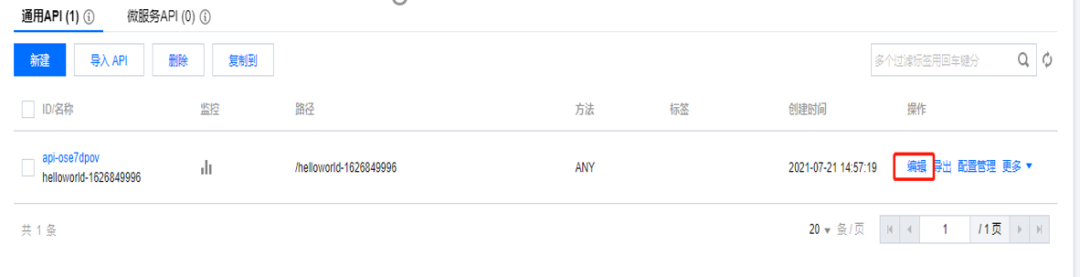 通用API (1)  微服务API (0)
新建  导入 API  删除  复制到  多个过滤标签用回车键分
ID/名称  监控  路径  方法  标签  创建时间  操作
api-ose7dpov
helloworld-1626849996  /helloworld-1626849996  ANY  2021-07-21 14:57:19  编辑  导出  配置管理  更多
共 1 条  20  条/页  1  /1页